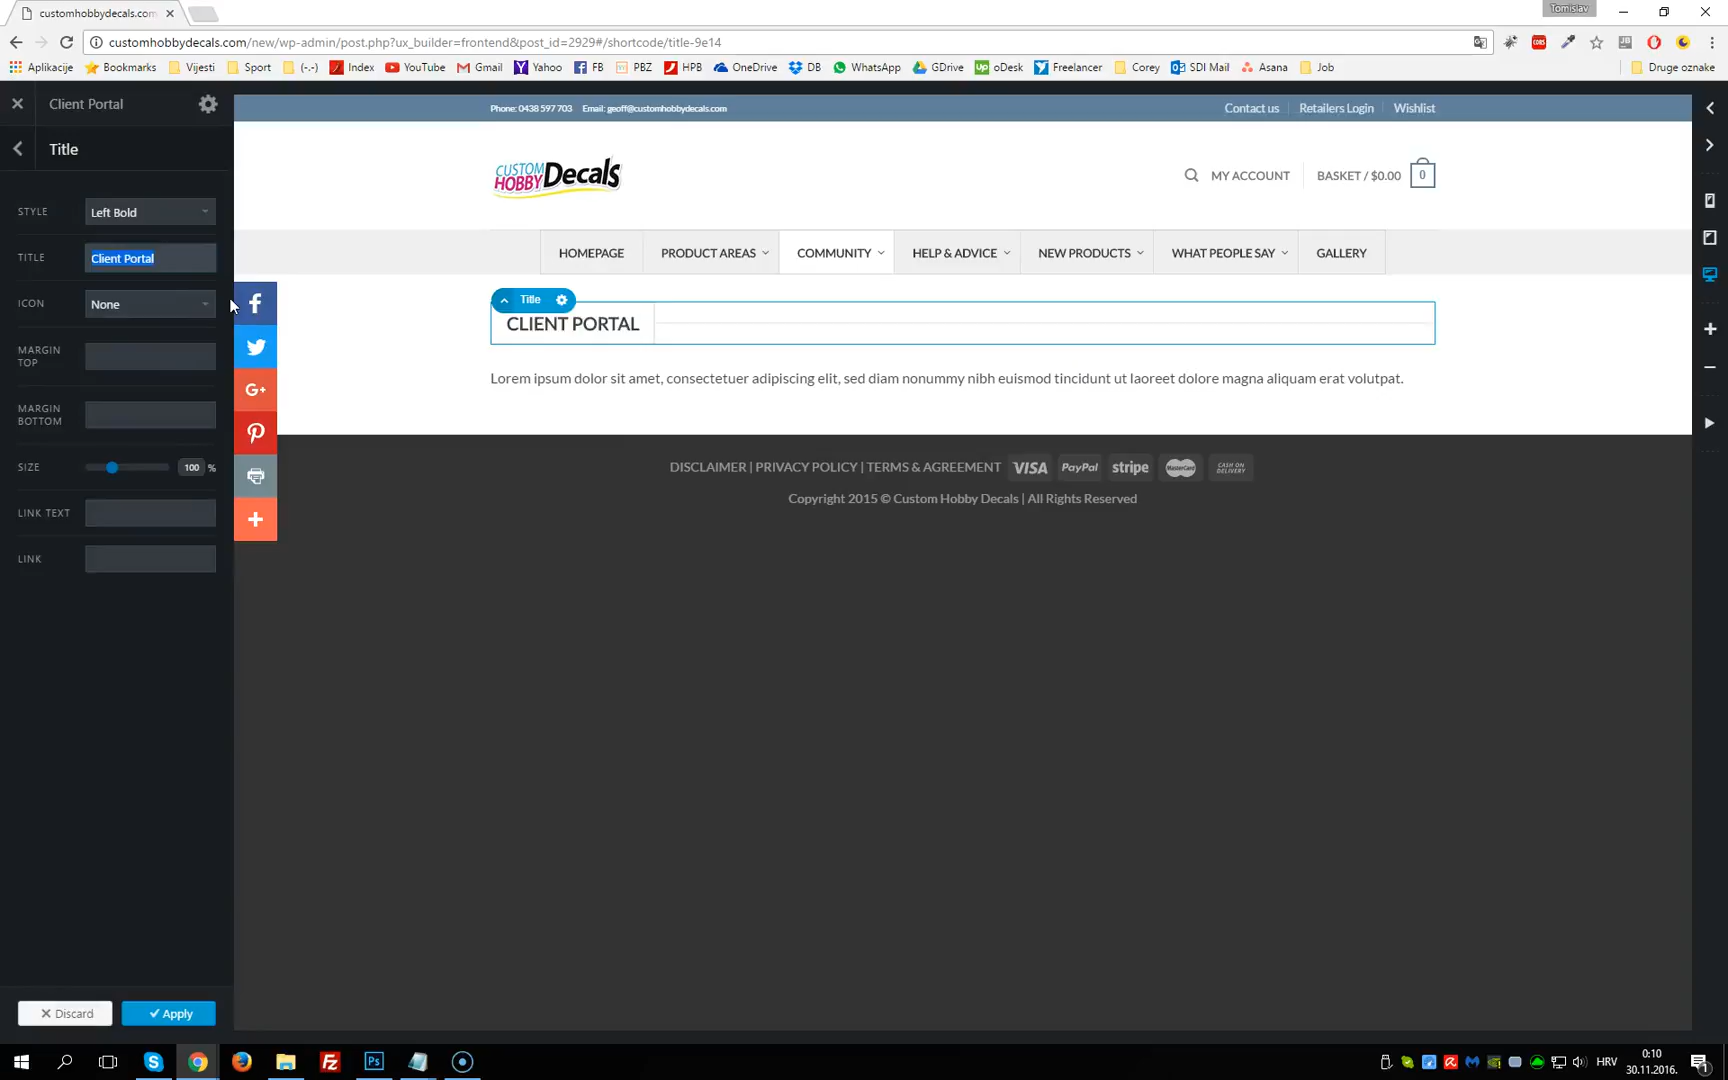 customhobbydecals.com
Tomislav
customhobbydecals.com/new/wp-admin/post.php?ux_builder=frontend&post_id=2929#/shortcode/title-9e14
Aplikacije Bookmarks Vijesti Sport (-.-) Index YouTube Gmail Yahoo FB PBZ HPB OneDrive DB WhatsApp GDrive oDesk Freelancer Corey SDI Mail Asana Job Druge oznake
Client Portal
Phone: 0438 597 703 Email: geoff@customhobbydecals.com
Contact us Retailers Login Wishlist
Title
CUSTOM HOBBY Decals
MY ACCOUNT BASKET / $0.00 0
STYLE Left Bold
TITLE Client Portal
ICON None
MARGIN TOP
MARGIN BOTTOM
SIZE 100 %
LINK TEXT
LINK
HOMEPAGE PRODUCT AREAS COMMUNITY HELP & ADVICE NEW PRODUCTS WHAT PEOPLE SAY GALLERY
Title
CLIENT PORTAL
Lorem ipsum dolor sit amet, consectetuer adipiscing elit, sed diam nonummy nibh euismod tincidunt ut laoreet dolore magna aliquam erat volutpat.
DISCLAIMER | PRIVACY POLICY | TERMS & AGREEMENT VISA PayPal stripe MasterCard CASH ON DELIVERY
Copyright 2015 © Custom Hobby Decals | All Rights Reserved
Discard Apply
HRV 0:10
30.11.2016. 1